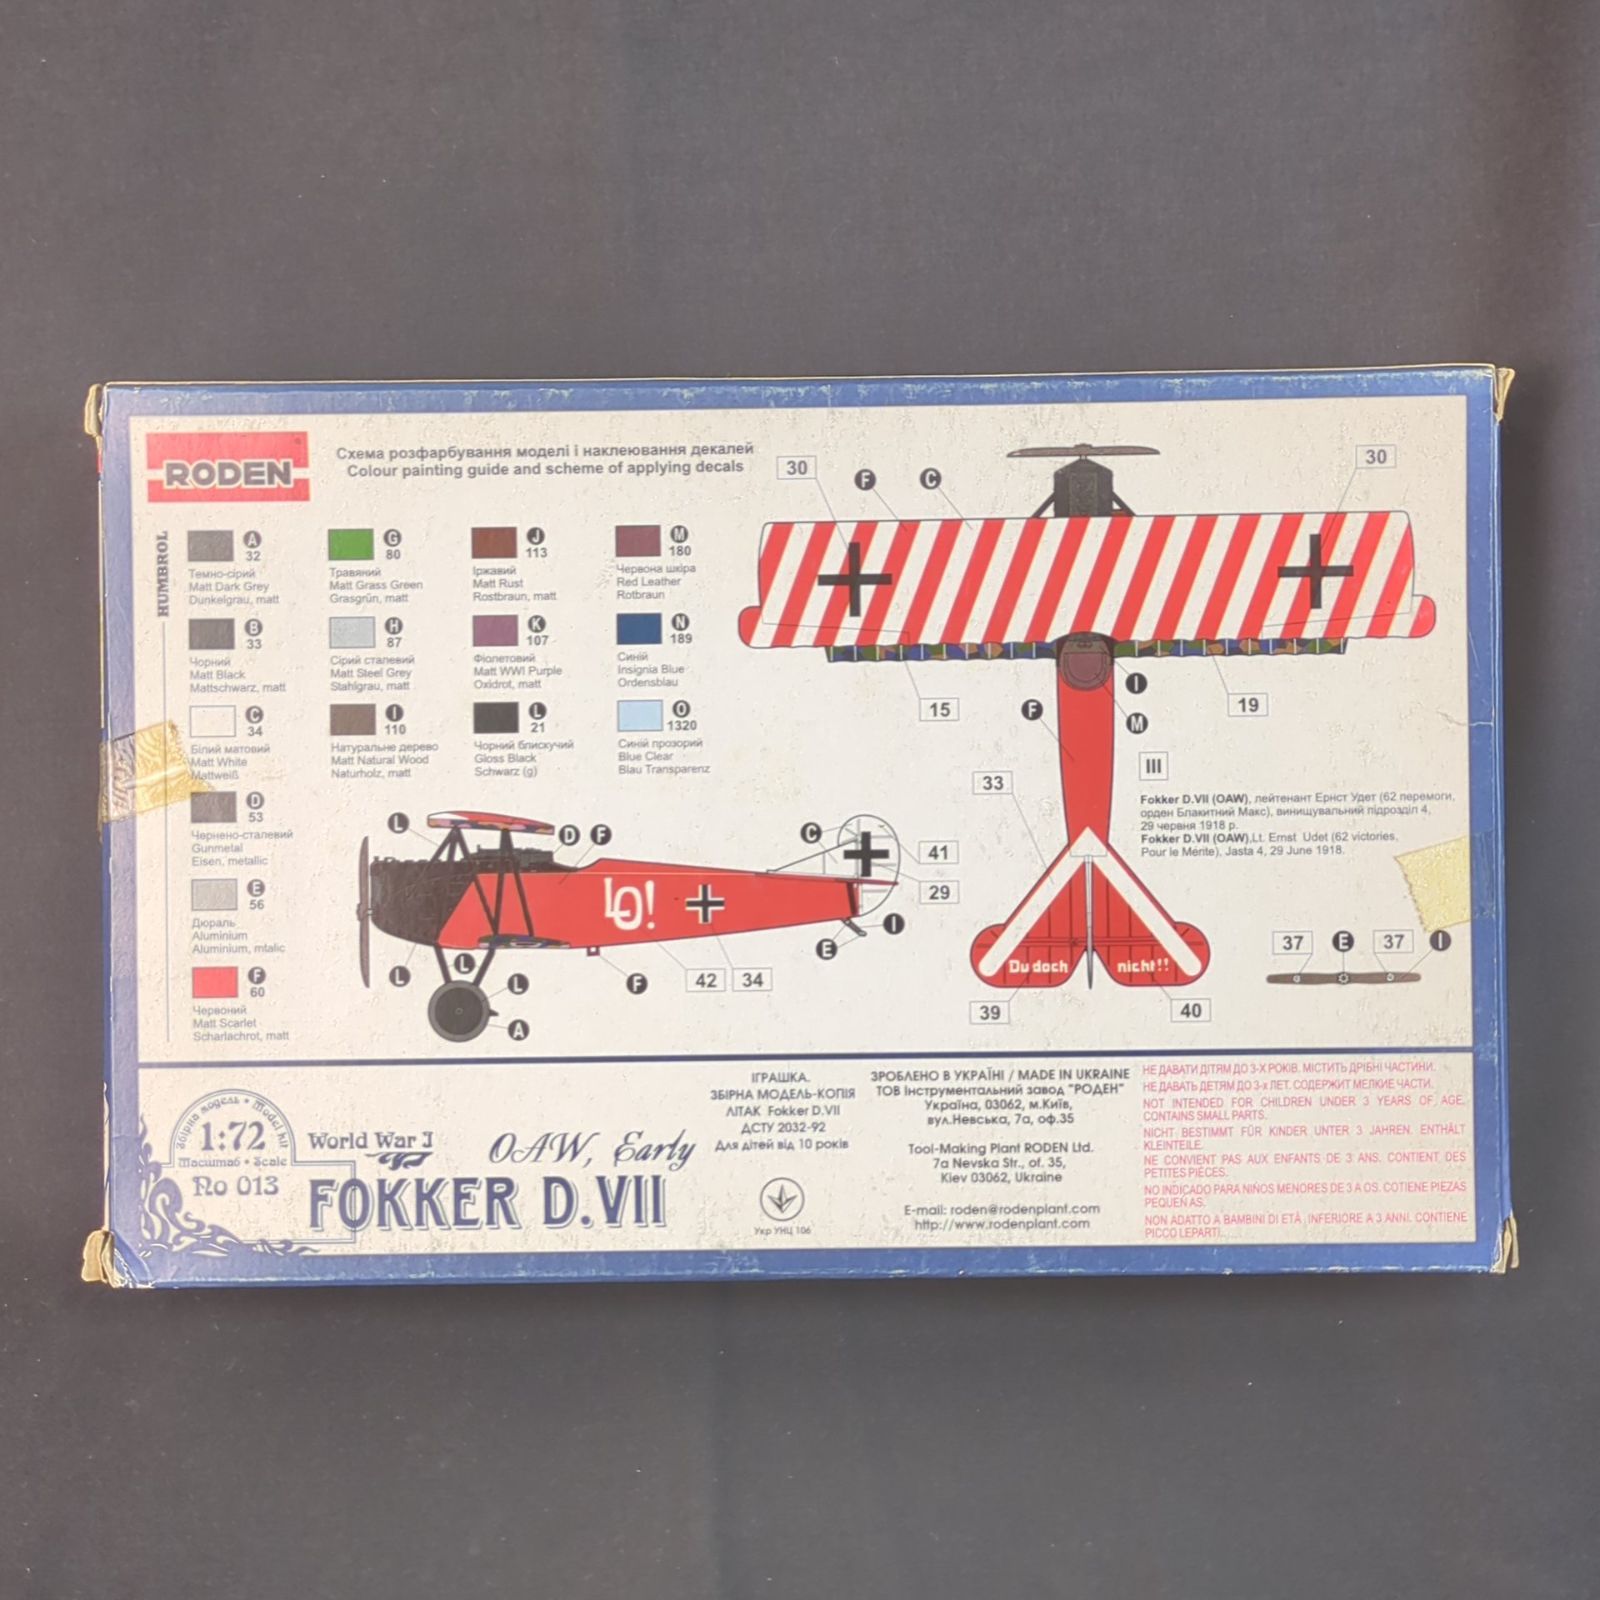 RODEN
Схема розфарбування моделі і наклеювання декалей
Colour painting guide and scheme of applying decals
HUMBROL
A
32
Темно-сірий
Matt Dark Grey
Dunkelgrau, matt
B
33
Чорний
Matt Black
Mattschwarz, matt
C
34
Білий матовий
Matt White
Mattweiß
D
53
Чернено-сталевий
Gunmetal
Eisen, metallic
E
56
Дюраль
Aluminium
Aluminium, mtalic
F
60
Червоний
Matt Scarlet
Scharlachrot, matt
G
80
Травяний
Matt Grass Green
Grasgrün, matt
H
87
Сірий сталевий
Matt Steel Grey
Stahlgrau, matt
I
110
Натуральне дерево
Matt Natural Wood
Naturholz, matt
J
113
Іржавий
Matt Rust
Rostbraun, matt
K
107
Фіолетовий
Matt WWI Purple
Oxidrot, matt
L
21
Чорний блискучий
Gloss Black
Schwarz (g)
M
180
Червона шкіра
Red Leather
Rotbraun
N
189
Синій
Insignia Blue
Ordensblau
O
1320
Синій прозорий
Blue Clear
Blau Transparenz
30
F
C
30
15
19
I
M
F
33
III
Fokker D.VII (OAW), лейтенант Ернст Удет (62 перемоги,
орден Блакитний Макс), винищувальний підрозділ 4,
29 червня 1918 р.
Fokker D.VII (OAW),Lt. Ernst Udet (62 victories,
Pour le Mérite), Jasta 4, 29 June 1918.
L
D
F
C
41
29
LO!
I
E
L
L
L
F
42
34
A
Du doch
nicht!!
39
40
37
E
37
I
збірна модель • Model kit
1:72
Масштаб • Scale
No 013
World War I
OAW, Early
FOKKER D.VII
ІГРАШКА.
ЗБІРНА МОДЕЛЬ-КОПІЯ
ЛІТАК Fokker D.VII
ДСТУ 2032-92
Для дітей від 10 років
Укр УНЦ 106
ЗРОБЛЕНО В УКРАЇНІ / MADE IN UKRAINE
ТОВ Інструментальний завод "РОДЕН"
Україна, 03062, м.Київ,
вул.Невська, 7а, оф.35
Tool-Making Plant RODEN Ltd.
7a Nevska Str., of. 35,
Kiev 03062, Ukraine
E-mail: roden@rodenplant.com
http://www.rodenplant.com
НЕ ДАВАТИ ДІТЯМ ДО 3-Х РОКІВ. МІСТИТЬ ДРІБНІ ЧАСТИНИ.
НЕ ДАВАТЬ ДЕТЯМ ДО 3-х ЛЕТ. СОДЕРЖИТ МЕЛКИЕ ЧАСТИ.
NOT INTENDED FOR CHILDREN UNDER 3 YEARS OF AGE.
CONTAINS SMALL PARTS.
NICHT BESTIMMT FÜR KINDER UNTER 3 JAHREN. ENTHÄLT
KLEINTEILE.
NE CONVIENT PAS AUX ENFANTS DE 3 ANS. CONTIENT DES
PETITES PIÈCES.
NO INDICADO PARA NIÑOS MENORES DE 3 A OS. COTIENE PIEZAS
PEQUEN AS.
NON ADATTO A BAMBINI DI ETÀ, INFERIORE A 3 ANNI. CONTIENE
PICCO LEPARTI.